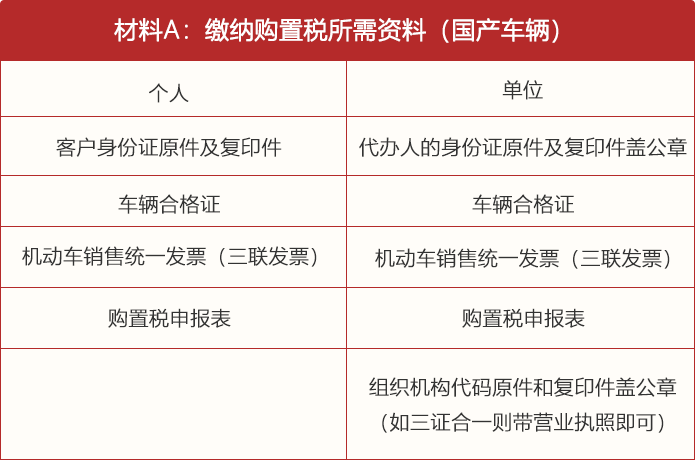 材料A：缴纳购置税所需资料（国产车辆）
个人
单位
客户身份证原件及复印件
代办人的身份证原件及复印件盖公章
车辆合格证
车辆合格证
机动车销售统一发票（三联发票）
机动车销售统一发票（三联发票）
购置税申报表
购置税申报表
组织机构代码原件和复印件盖公章
（如三证合一则带营业执照即可）